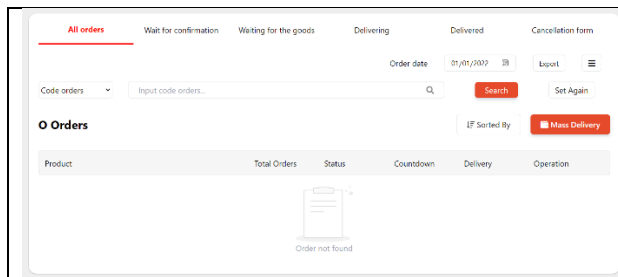 All orders Wait for confirmation Waiting for the goods Delivering Delivered Cancellation form
Order date 01/01/2022 Export
Code orders Input code orders... Search Set Again
O Orders Sorted By Mass Delivery
Product Total Orders Status Countdown Delivery Operation
Order not found